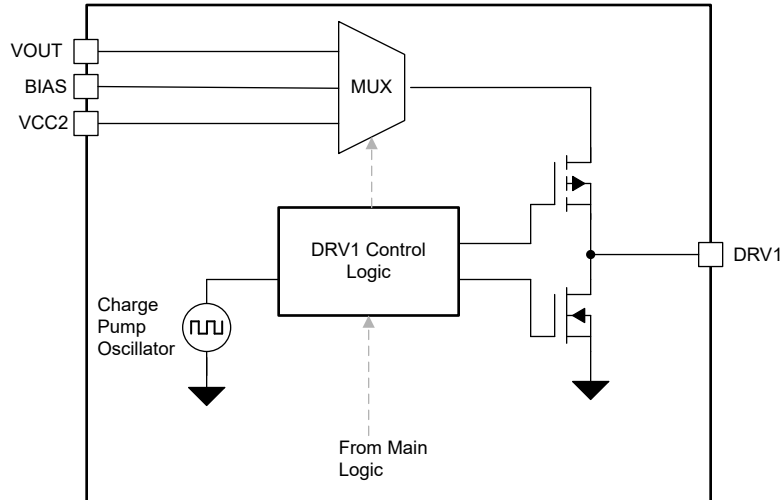 VOUT
BIAS
VCC2
MUX
DRV1 Control
Logic
DRV1
Charge
Pump
Oscillator
From Main
Logic